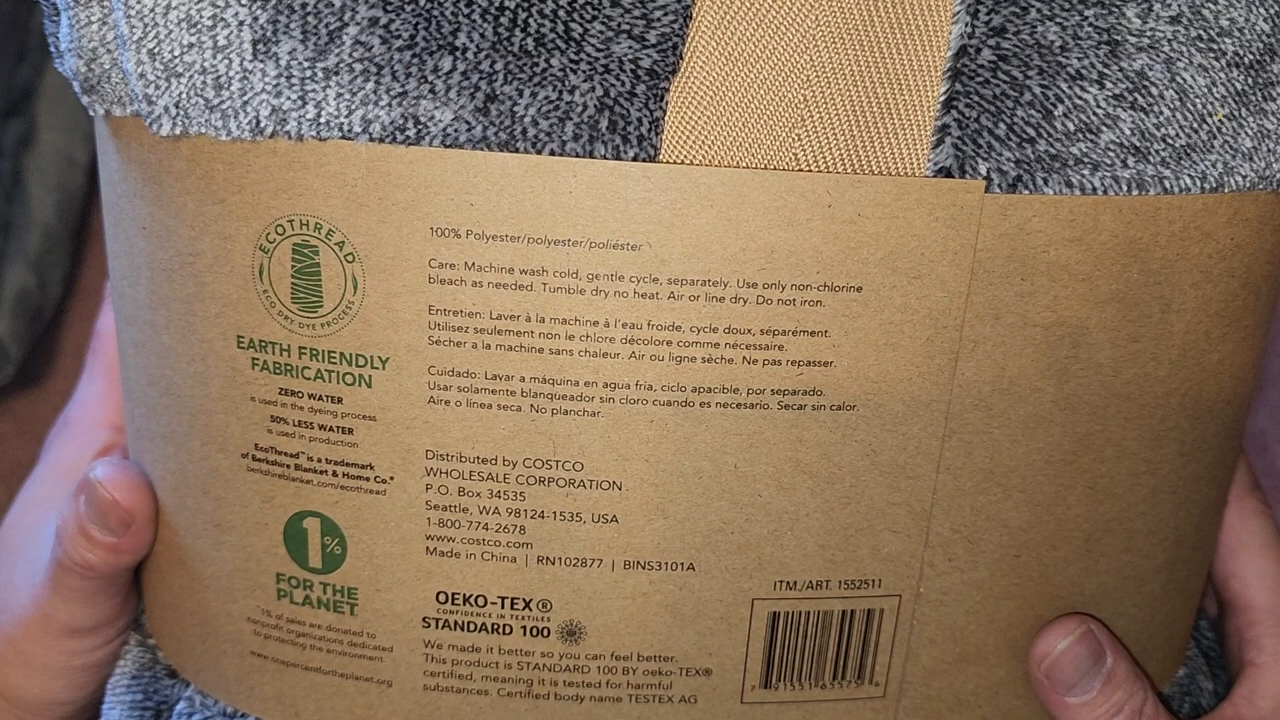 ECOTHREAD
ECO DRY-DYE PROCESS
EARTH FRIENDLY
FABRICATION
ZERO WATER
is used in the dyeing process
50% LESS WATER
is used in production
EcoThread™ is a trademark
of Berkshire Blanket & Home Co.®
berkshireblanket.com/ecothread
1%
FOR THE
PLANET
1% of sales are donated to
nonprofit organizations dedicated
to protecting the environment
www.onepercentfortheplanet.org
100% Polyester/polyester/poliéster
Care: Machine wash cold, gentle cycle, separately. Use only non-chlorine
bleach as needed. Tumble dry no heat. Air or line dry. Do not iron.
Entretien: Laver à la machine à l'eau froide, cycle doux, séparément.
Utilisez seulement non le chlore décolore comme nécessaire.
Sécher a la machine sans chaleur. Air ou ligne sèche. Ne pas repasser.
Cuidado: Lavar a máquina en agua fría, ciclo apacible, por separado.
Usar solamente blanqueador sin cloro cuando es necesario. Secar sin calor.
Aire o línea seca. No planchar.
Distributed by COSTCO
WHOLESALE CORPORATION
P.O. Box 34535
Seattle, WA 98124-1535, USA
1-800-774-2678
www.costco.com
Made in China | RN102877 | BINS3101A
OEKO-TEX®
CONFIDENCE IN TEXTILES
STANDARD 100
We made it better so you can feel better.
This product is STANDARD 100 BY oeko-TEX®
certified, meaning it is tested for harmful
substances. Certified body name TESTEX AG
ITM./ART. 1552511